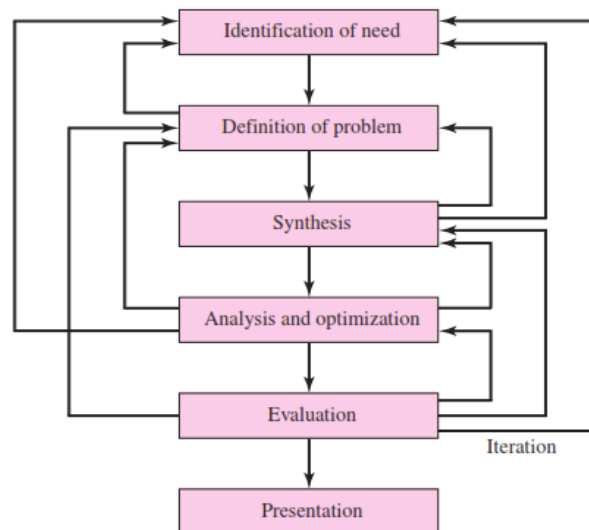 Identification of need
Definition of problem
Synthesis
Analysis and optimization
Evaluation
Iteration
Presentation